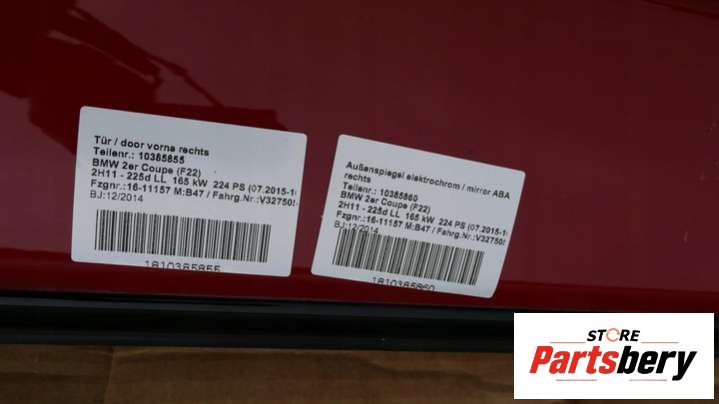 Tür / door vorne rechts
Teilenr.: 10385855
BMW 2er Coupe (F22)
2H11 - 225d LL 165 kW 224 PS (07.2015-1
Fzgnr.:16-11157 M:B47 / Fahrg.Nr.:V32750
BJ:12/2014
1810385855
Außenspiegel elektrochrom / mirror ABA
rechts
Teilenr.: 10385860
BMW 2er Coupe (F22)
2H11 - 225d LL 165 kW 224 PS (07.2015-1
Fzgnr.:16-11157 M:B47 / Fahrg.Nr.:V32750
BJ:12/2014
1810385860
STORE
Partsbery